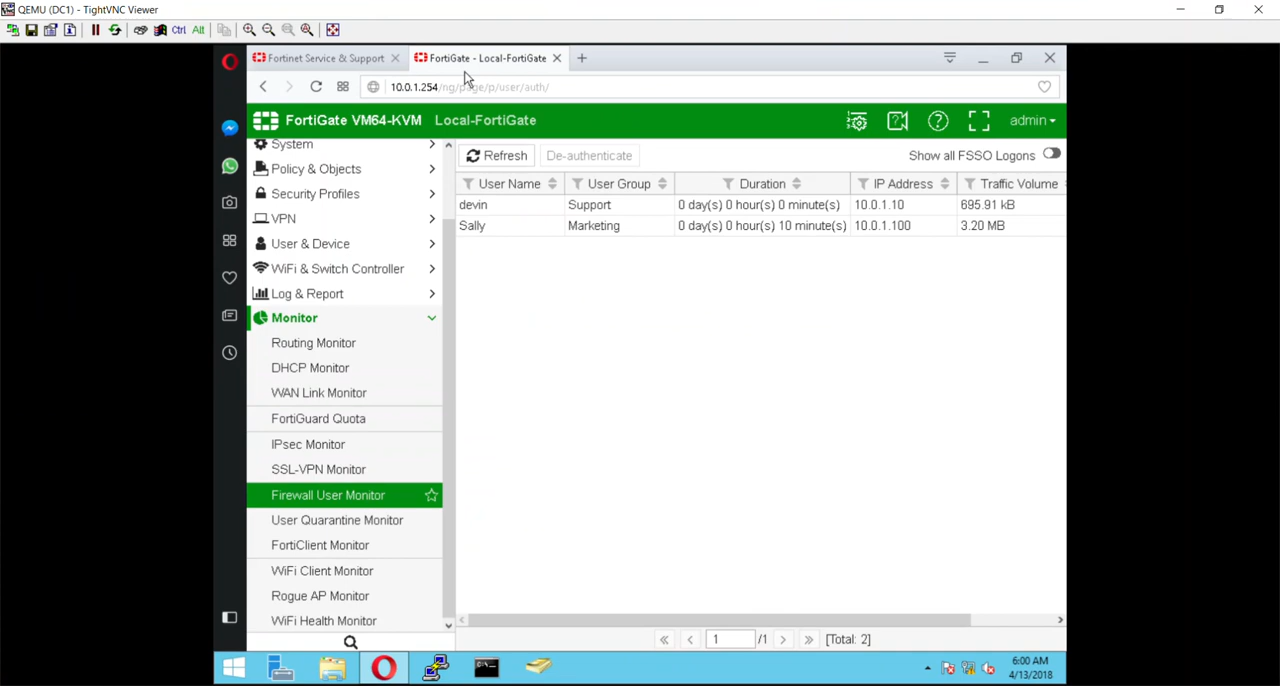 QEMU (DC1) - TightVNC Viewer
Ctrl Alt
Fortinet Service & Support
FortiGate - Local-FortiGate
10.0.1.254/ng/page/p/user/auth/
FortiGate VM64-KVM Local-FortiGate
admin
System
Policy & Objects
Security Profiles
VPN
User & Device
WiFi & Switch Controller
Log & Report
Monitor
Routing Monitor
DHCP Monitor
WAN Link Monitor
FortiGuard Quota
IPsec Monitor
SSL-VPN Monitor
Firewall User Monitor
User Quarantine Monitor
FortiClient Monitor
WiFi Client Monitor
Rogue AP Monitor
WiFi Health Monitor
Refresh De-authenticate Show all FSSO Logons
User Name User Group Duration IP Address Traffic Volume
devin Support 0 day(s) 0 hour(s) 0 minute(s) 10.0.1.10 695.91 kB
Sally Marketing 0 day(s) 0 hour(s) 10 minute(s) 10.0.1.100 3.20 MB
1 /1 [Total: 2]
6:00 AM
4/13/2018